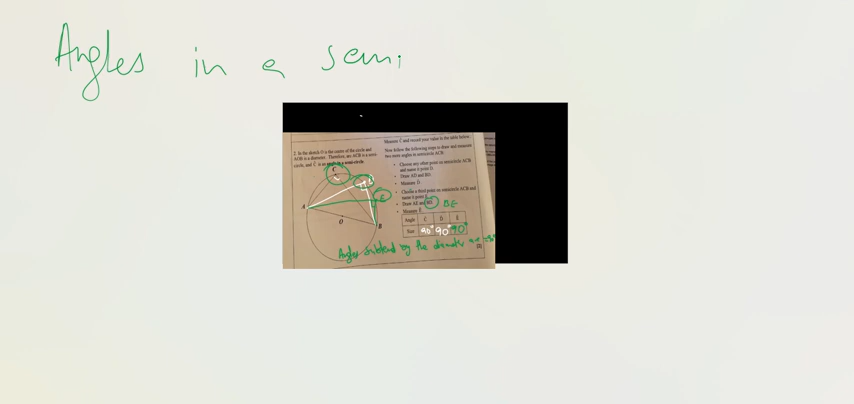 Angles in a semi
Measure Ĉ and record your value in the table below.
2. In the sketch O is the centre of the circle and
AOB is a diameter. Therefore, arc ACB is a semi-
circle, and Ĉ is an angle in a semi-circle.
Now follow the following steps to draw and measure
two more angles in semicircle ACB.
• Choose any other point on semicircle ACB
and name it point D.
• Draw AD and BD.
• Measure D̂.
• Choose a third point on semicircle ACB and
name it point E.
• Draw AE and BD. BE
• Measure
C
E
A
O
B
Angle Ĉ D̂ Ê
Size 90° 90° 90°
Angles subtend by the diameter